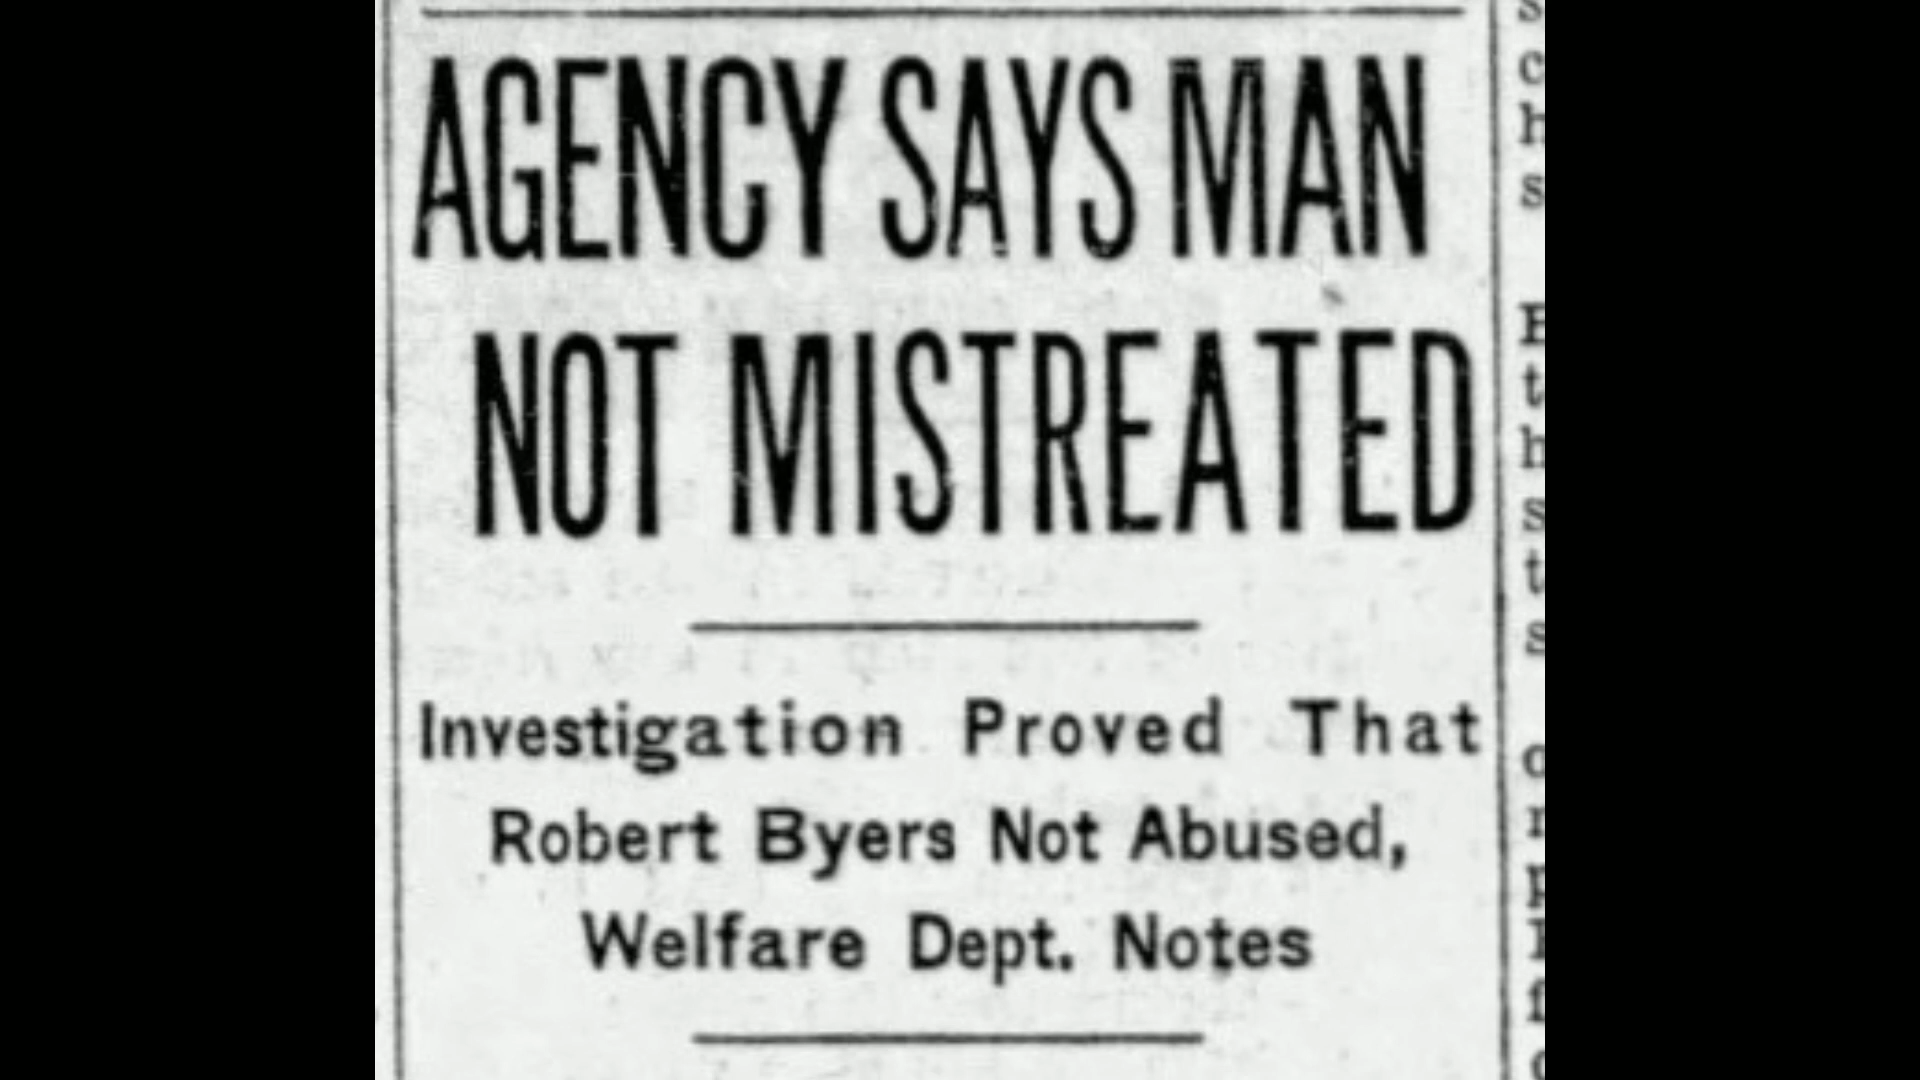 AGENCY SAYS MAN
NOT MISTREATED
Investigation Proved That
Robert Byers Not Abused,
Welfare Dept. Notes